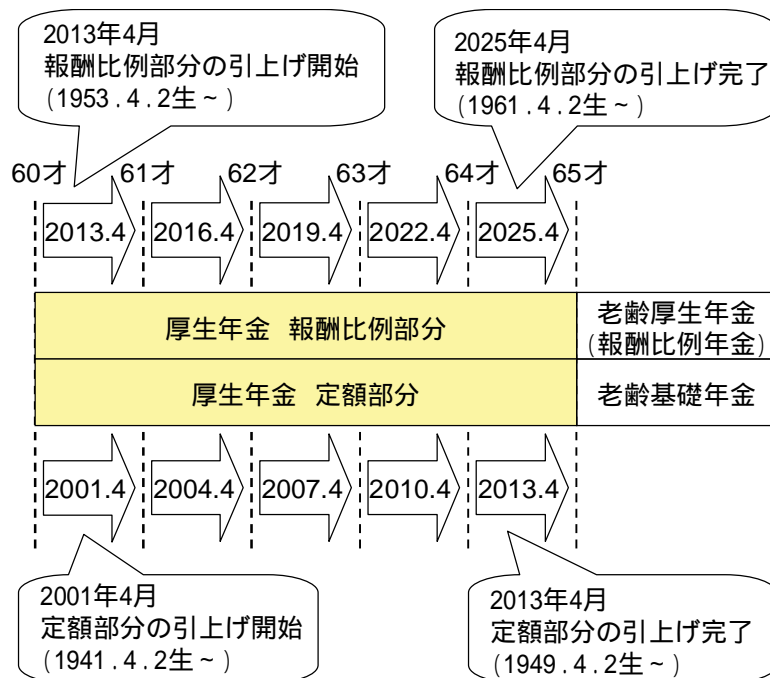 2013年4月
報酬比例部分の引上げ開始
(1953.4.2生~)
2025年4月
報酬比例部分の引上げ完了
(1961.4.2生~)
60才 61才 62才 63才 64才 65才
2013.4 2016.4 2019.4 2022.4 2025.4
厚生年金 報酬比例部分
老齢厚生年金
(報酬比例年金)
厚生年金 定額部分
老齢基礎年金
2001.4 2004.4 2007.4 2010.4 2013.4
2001年4月
定額部分の引上げ開始
(1941.4.2生~)
2013年4月
定額部分の引上げ完了
(1949.4.2生~)